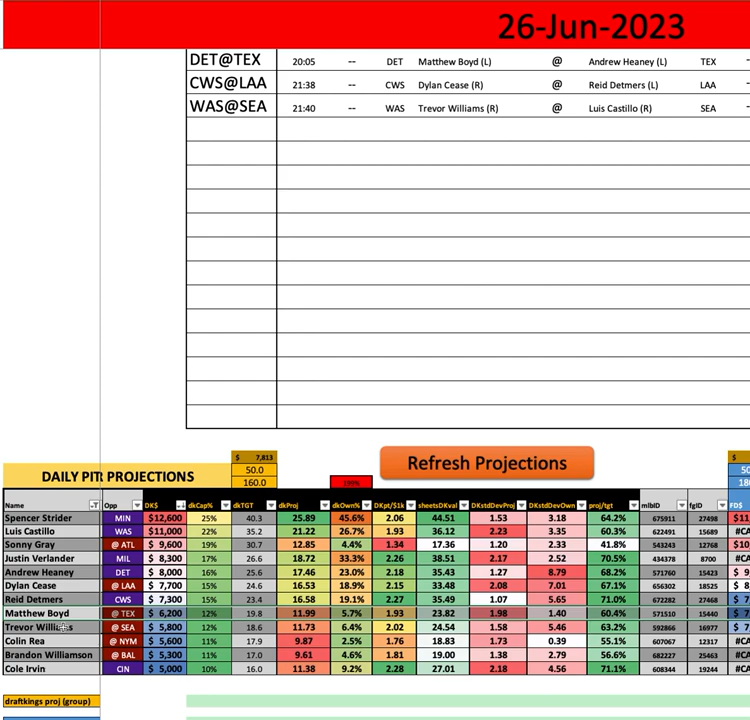 26-Jun-2023
DET@TEX 20:05 -- DET Matthew Boyd (L) @ Andrew Heaney (L) TEX
CWS@LAA 21:38 -- CWS Dylan Cease (R) @ Reid Detmers (L) LAA
WAS@SEA 21:40 -- WAS Trevor Williams (R) @ Luis Castillo (R) SEA
$ 7,813 $
DAILY PIT PROJECTIONS 50.0 Refresh Projections 50
160.0 199% 180
Name Opp DK$ dkCap% dkTGT dkProj dkOwn% DKpt/$1k sheetsDKval DKstdDevProj DKstdDevOwn proj/tgt mlbID fgID FD$
Spencer Strider MIN $12,600 25% 40.3 25.89 45.6% 2.06 44.51 1.53 3.18 64.2% 675911 27498 $11
Luis Castillo WAS $11,000 22% 35.2 21.22 26.7% 1.93 36.12 2.23 3.35 60.3% 622491 15689 #CA
Sonny Gray @ ATL $ 9,600 19% 30.7 12.85 4.4% 1.34 17.36 1.20 2.33 41.8% 543243 12768 $10
Justin Verlander MIL $ 8,300 17% 26.6 18.72 33.3% 2.26 38.51 2.17 1.52 70.5% 434378 8700 #CA
Andrew Heaney DET $ 8,000 16% 25.6 17.46 23.0% 2.18 35.43 1.27 8.79 68.2% 571760 15423 $ 9
Dylan Cease @ LAA $ 7,700 15% 24.6 16.53 18.9% 2.15 33.48 2.08 7.01 67.1% 656302 18525 $ 8
Reid Detmers CWS $ 7,300 15% 23.4 16.58 19.1% 2.27 35.49 1.07 5.65 71.0% 672282 27468 $ 7
Matthew Boyd @ TEX $ 6,200 12% 19.8 11.99 5.7% 1.93 23.82 1.98 1.40 60.4% 571510 15440 $ 7
Trevor Williams @ SEA $ 5,800 12% 18.6 11.73 6.4% 2.02 24.54 1.58 5.46 63.2% 592866 16977 $ 7
Colin Rea @ NYM $ 5,600 11% 17.9 9.87 2.5% 1.76 18.83 1.73 0.39 55.1% 607067 12317 #CA
Brandon Williamson @ BAL $ 5,300 11% 17.0 9.61 4.6% 1.81 19.00 1.38 2.79 56.6% 682227 25463 #CA
Cole Irvin CIN $ 5,000 10% 16.0 11.38 9.2% 2.28 27.01 2.18 4.56 71.1% 608344 19244 #CA
draftkings proj (group)